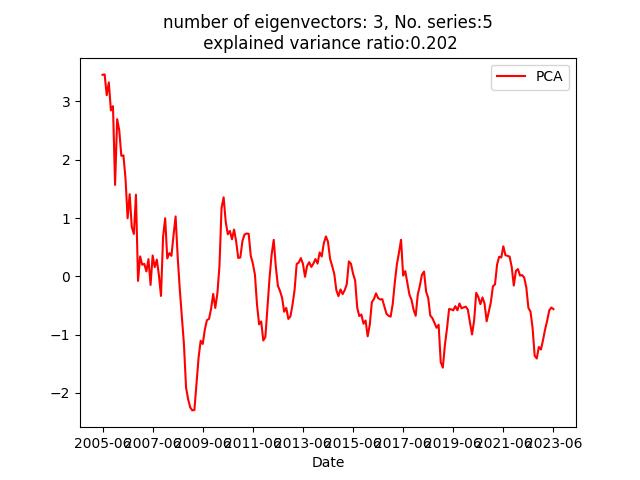 number of eigenvectors: 3, No. series:5
explained variance ratio:0.202
PCA
3
2
1
0
−1
−2
2005-06 2007-06 2009-06 2011-06 2013-06 2015-06 2017-06 2019-06 2021-06 2023-06
Date